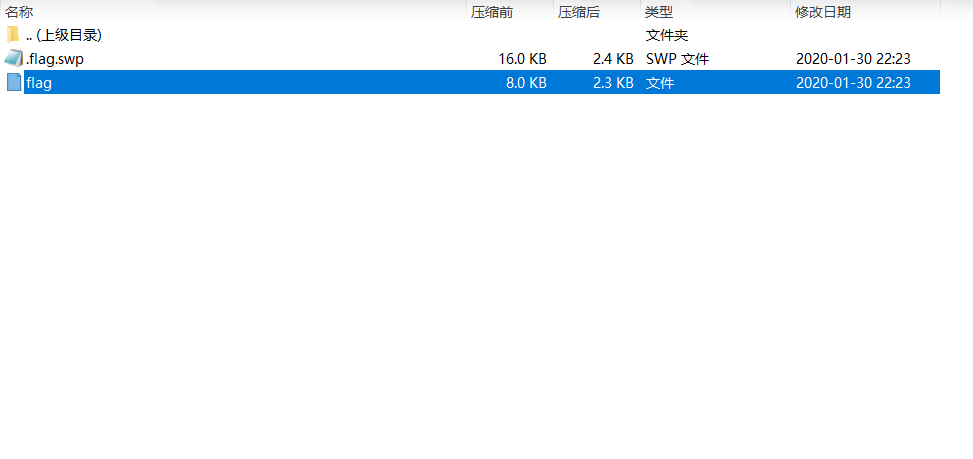 名称 压缩前 压缩后 类型 修改日期
.. (上级目录) 文件夹
.flag.swp 16.0 KB 2.4 KB SWP 文件 2020-01-30 22:23
flag 8.0 KB 2.3 KB 文件 2020-01-30 22:23